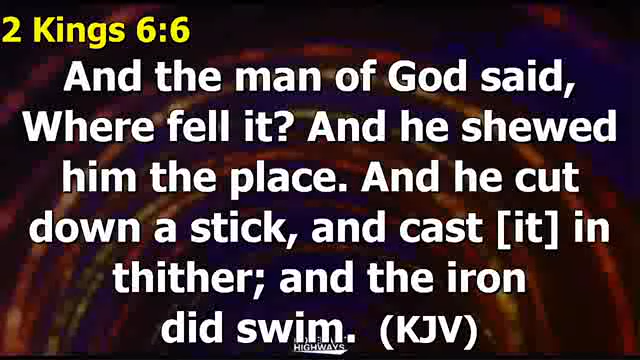 2 Kings 6:6
And the man of God said,
Where fell it? And he shewed
him the place. And he cut
down a stick, and cast [it] in
thither; and the iron
did swim. (KJV)
HIGHWAYS